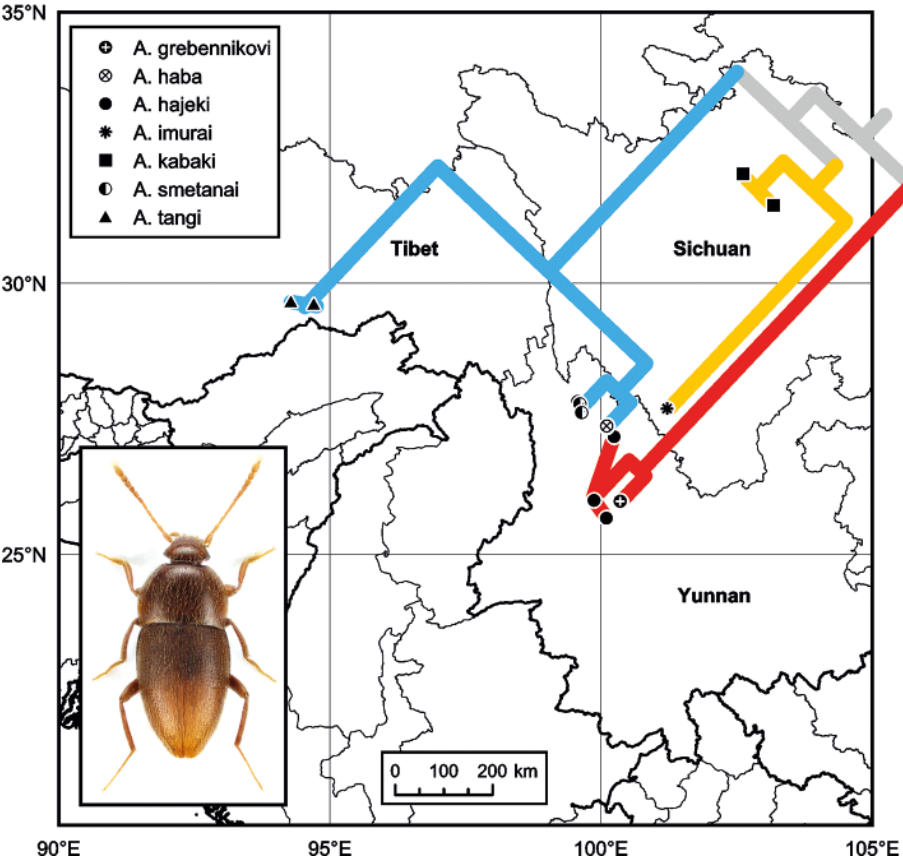 35°N
A. grebennikovi
A. haba
A. hajeki
A. imurai
A. kabaki
A. smetanai
A. tangi
Tibet
Sichuan
30°N
25°N
Yunnan
0 100 200 km
90°E 95°E 100°E 105°E